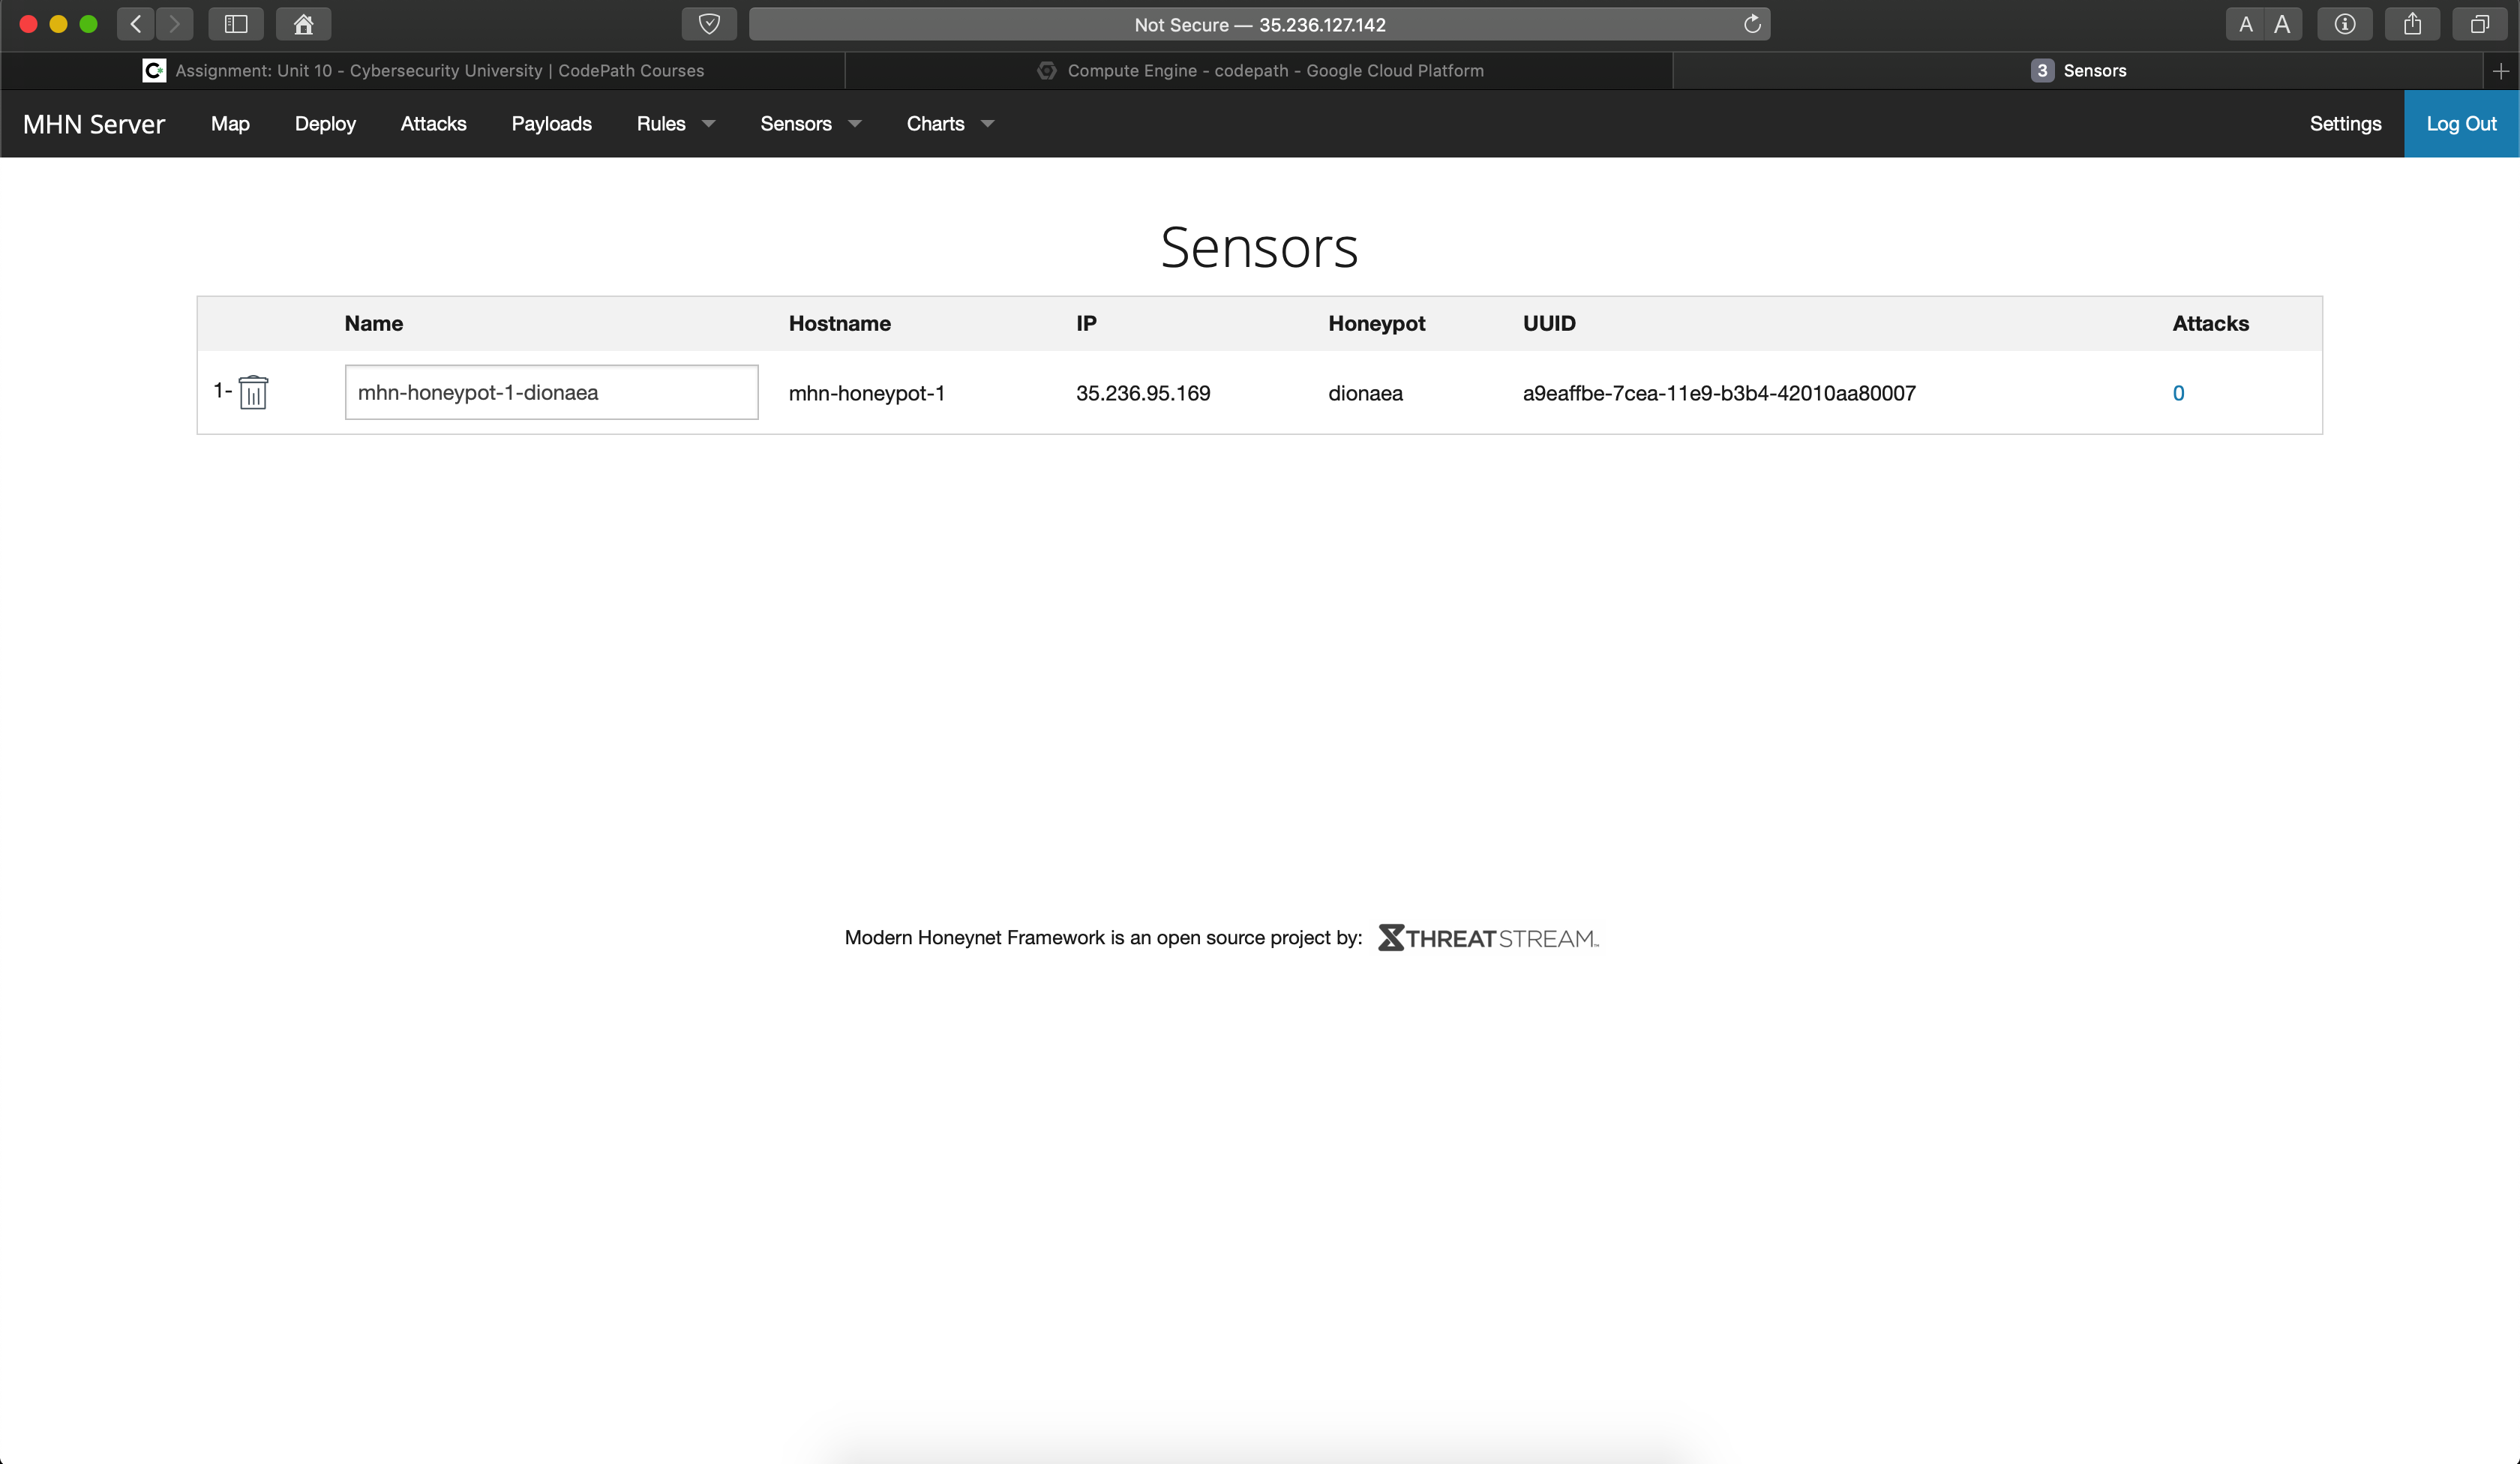 Not Secure — 35.236.127.142
A A
C Assignment: Unit 10 - Cybersecurity University | CodePath Courses
Compute Engine - codepath - Google Cloud Platform
3 Sensors
MHN Server Map Deploy Attacks Payloads Rules Sensors Charts Settings Log Out
Sensors
Name Hostname IP Honeypot UUID Attacks
1- mhn-honeypot-1-dionaea mhn-honeypot-1 35.236.95.169 dionaea a9eaffbe-7cea-11e9-b3b4-42010aa80007 0
Modern Honeynet Framework is an open source project by: THREATSTREAM